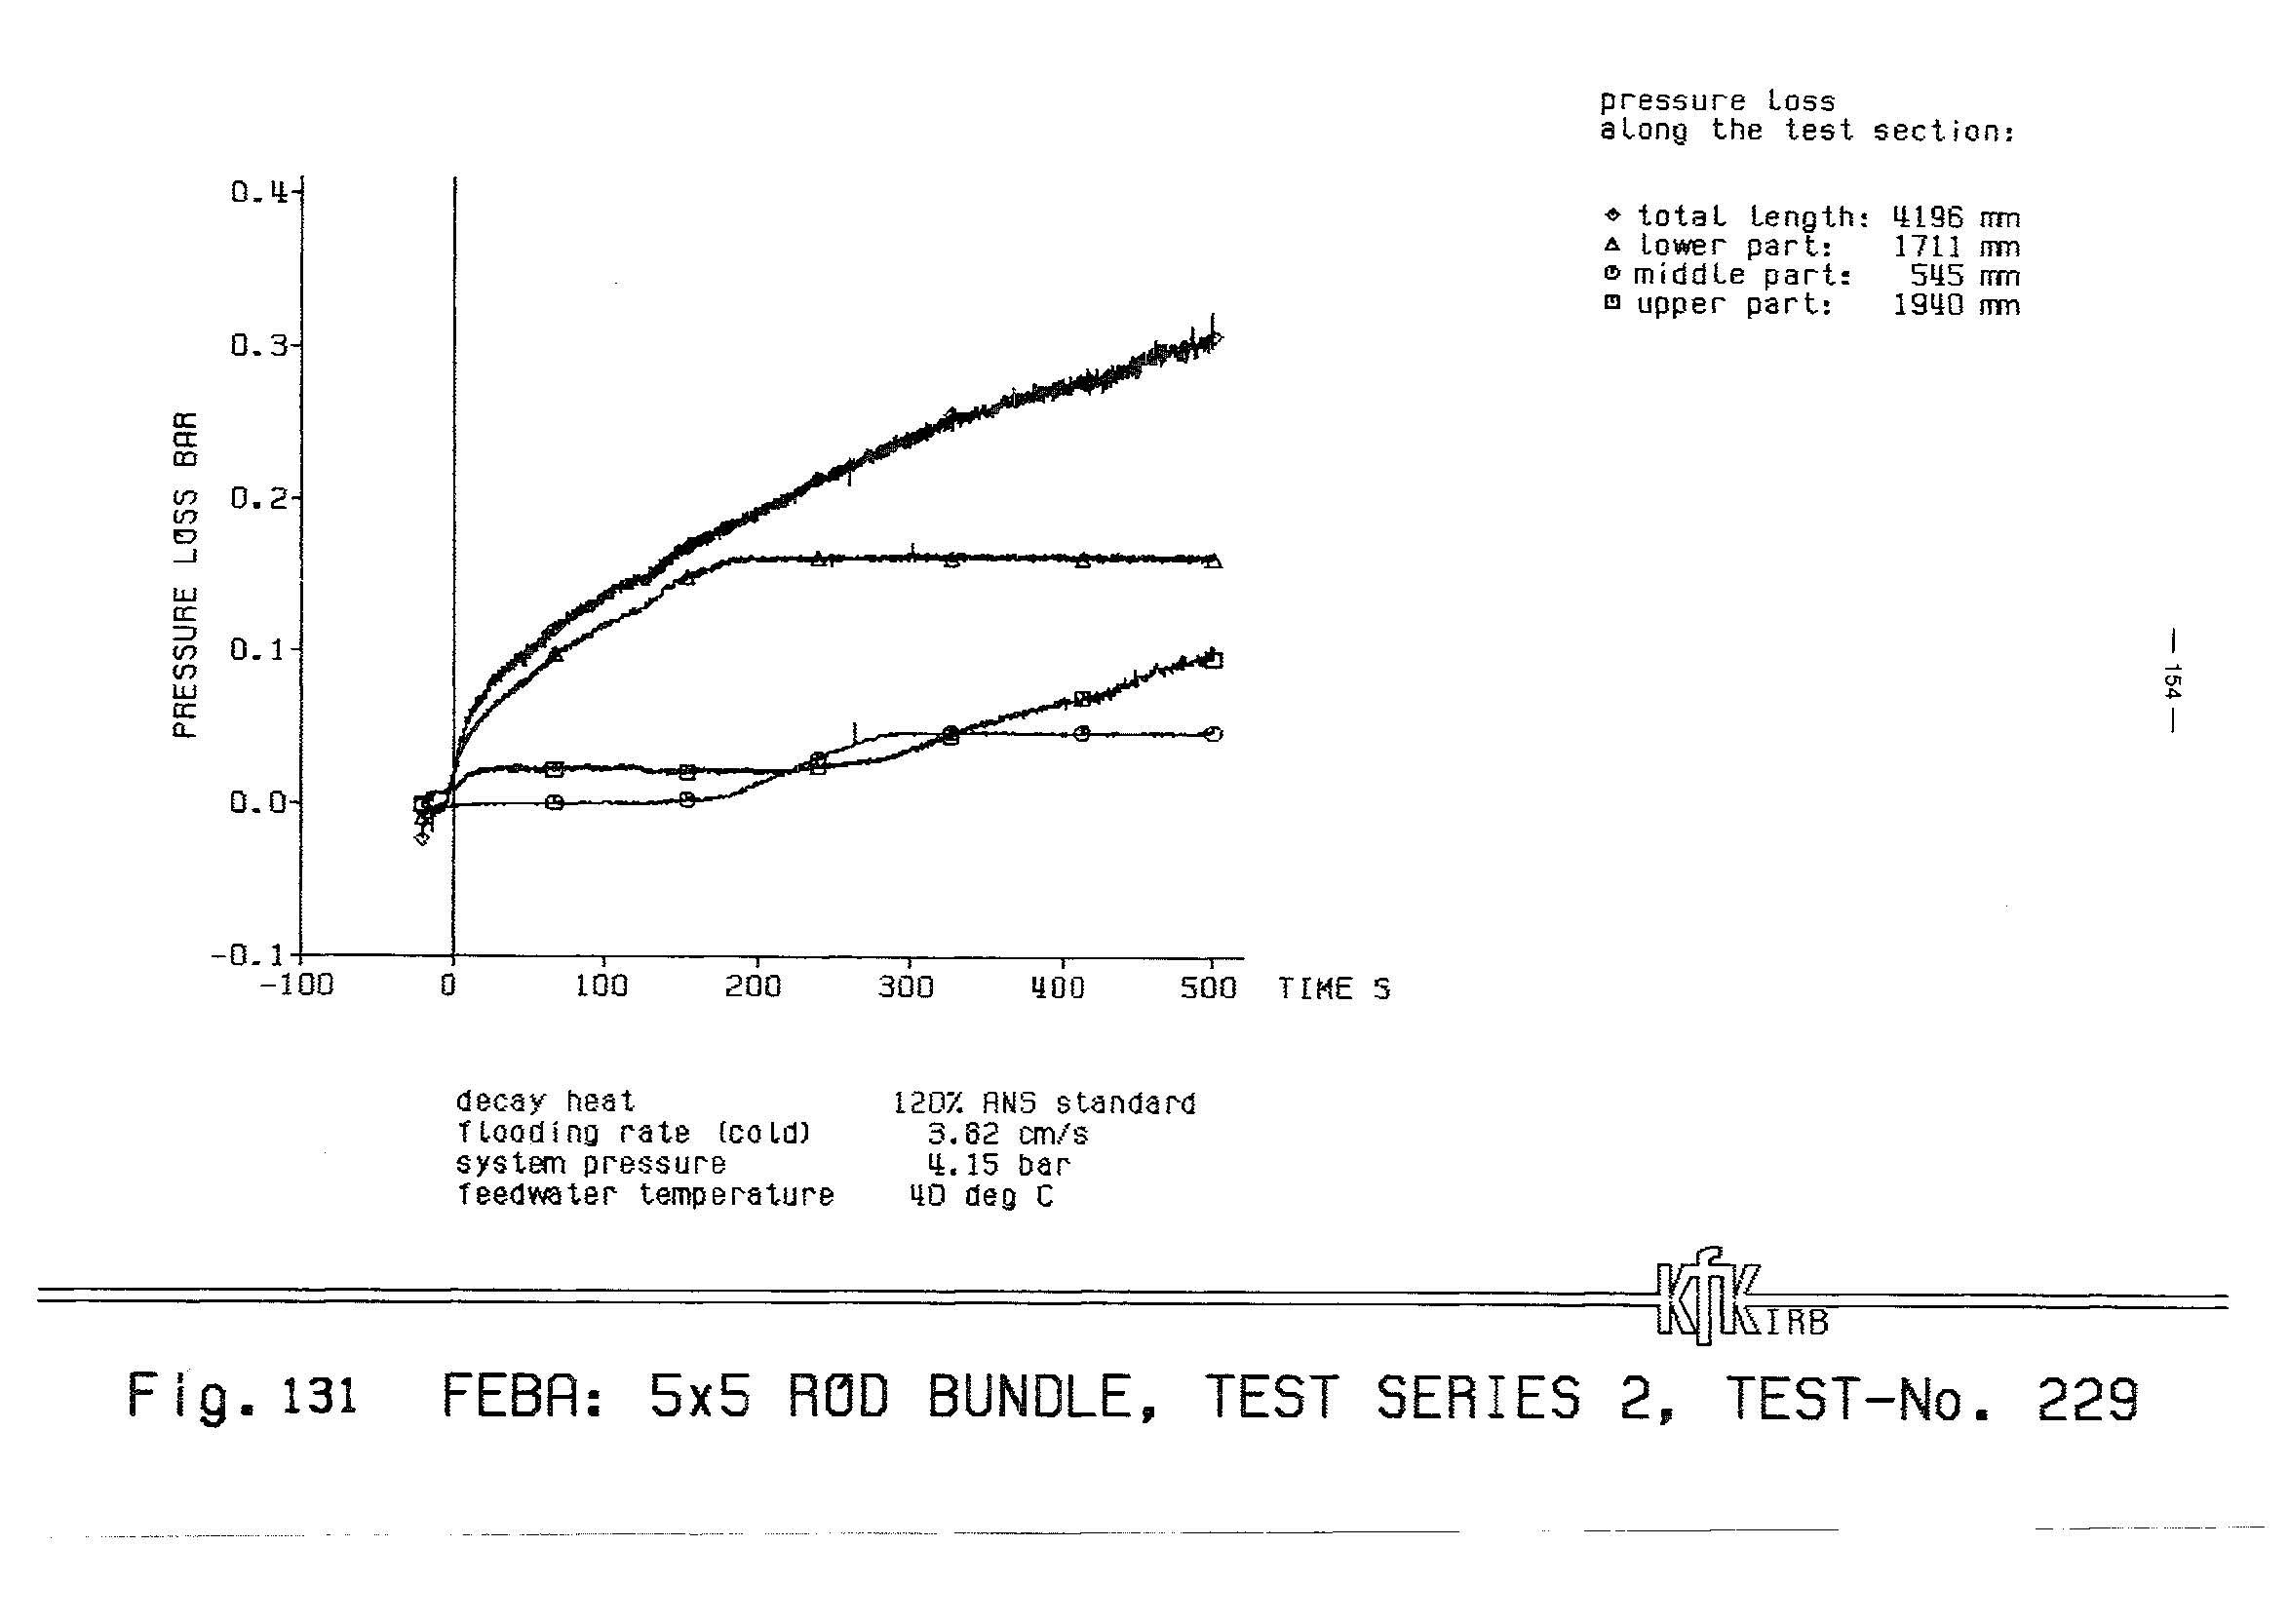 pressure loss
along the test section:
total length: 4196 mm
lower part: 1711 mm
middle part: 545 mm
upper part: 1940 mm
0.4
0.3
0.2
0.1
0.0
-0.1
PRESSURE LØSS BAR
-100 0 100 200 300 400 500 TIME S
— 154 —
decay heat 120% ANS standard
flooding rate (cold) 3.82 cm/s
system pressure 4.15 bar
feedwater temperature 40 deg C
KfK IRB
Fig. 131 FEBA: 5x5 RØD BUNDLE, TEST SERIES 2, TEST-No. 229